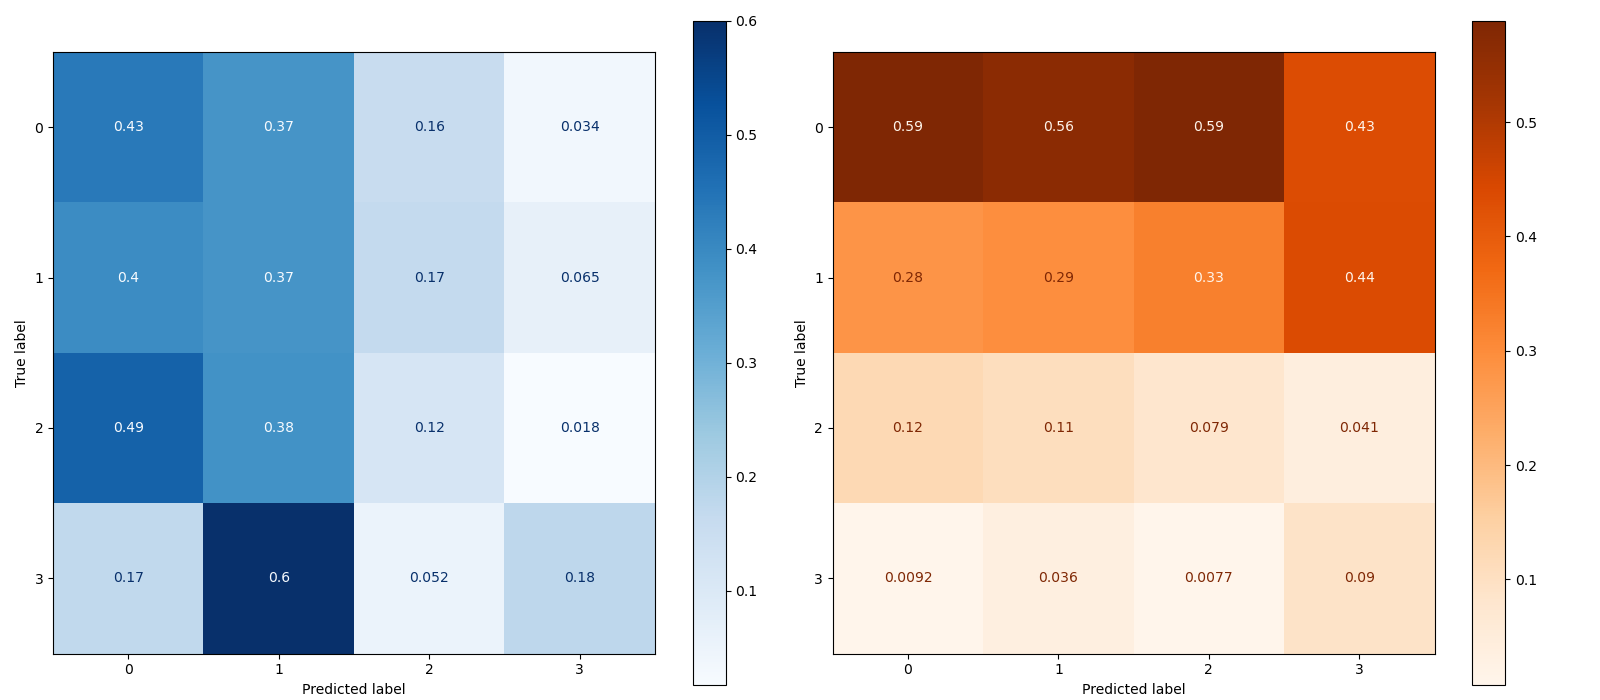 0.6
0.5
0.4
0.3
0.2
0.1
0 0.43 0.37 0.16 0.034
1 0.4 0.37 0.17 0.065
2 0.49 0.38 0.12 0.018
3 0.17 0.6 0.052 0.18
0 1 2 3
True label
Predicted label
0.5
0.4
0.3
0.2
0.1
0 0.59 0.56 0.59 0.43
1 0.28 0.29 0.33 0.44
2 0.12 0.11 0.079 0.041
3 0.0092 0.036 0.0077 0.09
0 1 2 3
True label
Predicted label